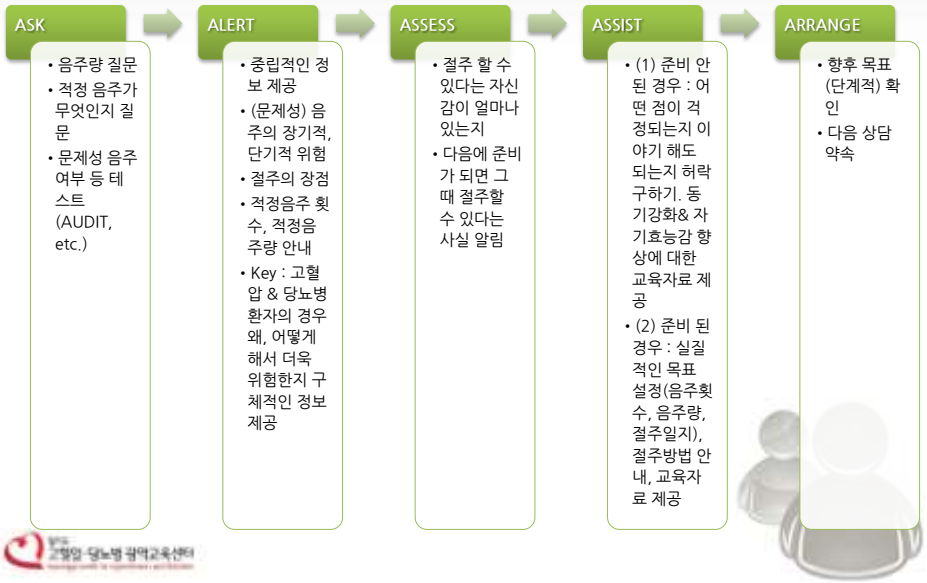 ASK
• 음주량 질문
• 적정 음주가
무엇인지 질
문
• 문제성 음주
여부 등 테
스트
(AUDIT,
etc.)
ALERT
• 중립적인 정
보 제공
• (문제성) 음
주의 장기적,
단기적 위험
• 절주의 장점
• 적정음주 횟
수, 적정음
주량 안내
• Key : 고혈
압 & 당뇨병
환자의 경우
왜, 어떻게
해서 더욱
위험한지 구
체적인 정보
제공
ASSESS
• 절주 할 수
있다는 자신
감이 얼마나
있는지
• 다음에 준비
가 되면 그
때 절주할
수 있다는
사실 알림
ASSIST
• (1) 준비 안
된 경우 : 어
떤 점이 걱
정되는지 이
야기 해도
되는지 허락
구하기. 동
기강화& 자
기효능감 향
상에 대한
교육자료 제
공
• (2) 준비 된
경우 : 실질
적인 목표
설정(음주횟
수, 음주량,
절주일지),
절주방법 안
내, 교육자
료 제공
ARRANGE
• 향후 목표
(단계적) 확
인
• 다음 상담
약속
고혈압·당뇨병 광역교육센터